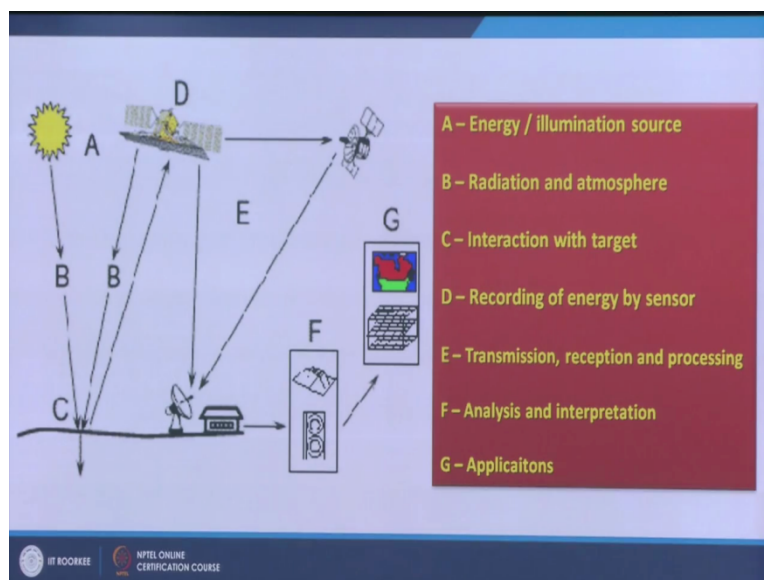 D
A
E
B
B
G
F
C
A – Energy / illumination source
B – Radiation and atmosphere
C – Interaction with target
D – Recording of energy by sensor
E – Transmission, reception and processing
F – Analysis and interpretation
G – Applicaitons
IIT ROORKEE
NPTEL ONLINE
CERTIFICATION COURSE